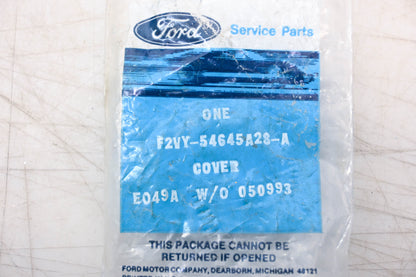 Ford Service Parts
ONE
F2VY-54645A28-A
COVER
E049A W/O 050993
THIS PACKAGE CANNOT BE
RETURNED IF OPENED
FORD MOTOR COMPANY, DEARBORN, MICHIGAN 48121